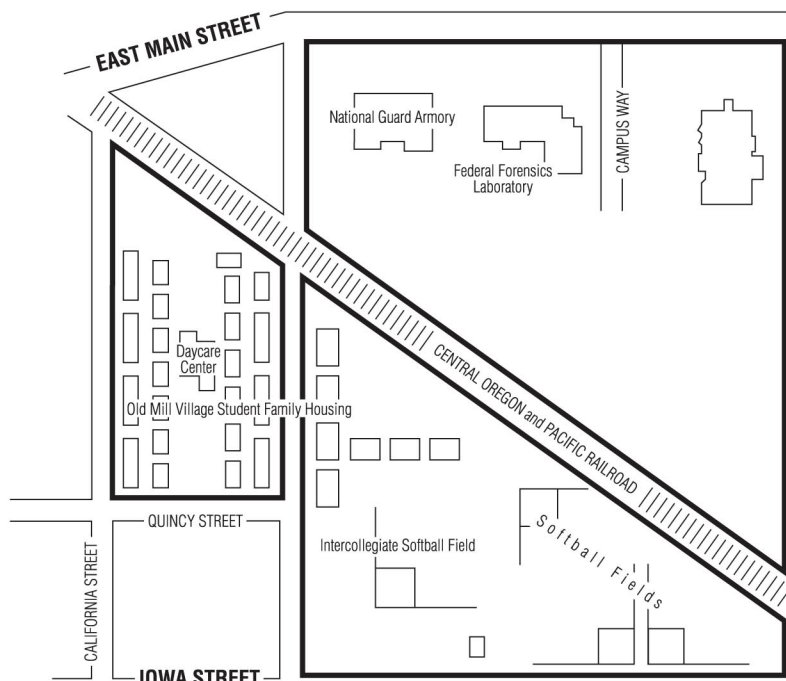 EAST MAIN STREET
National Guard Armory
Federal Forensics
Laboratory
CAMPUS WAY
CENTRAL OREGON and PACIFIC RAILROAD
Daycare
Center
Old Mill Village Student Family Housing
QUINCY STREET
CALIFORNIA STREET
Intercollegiate Softball Field
Softball Fields
IOWA STREET